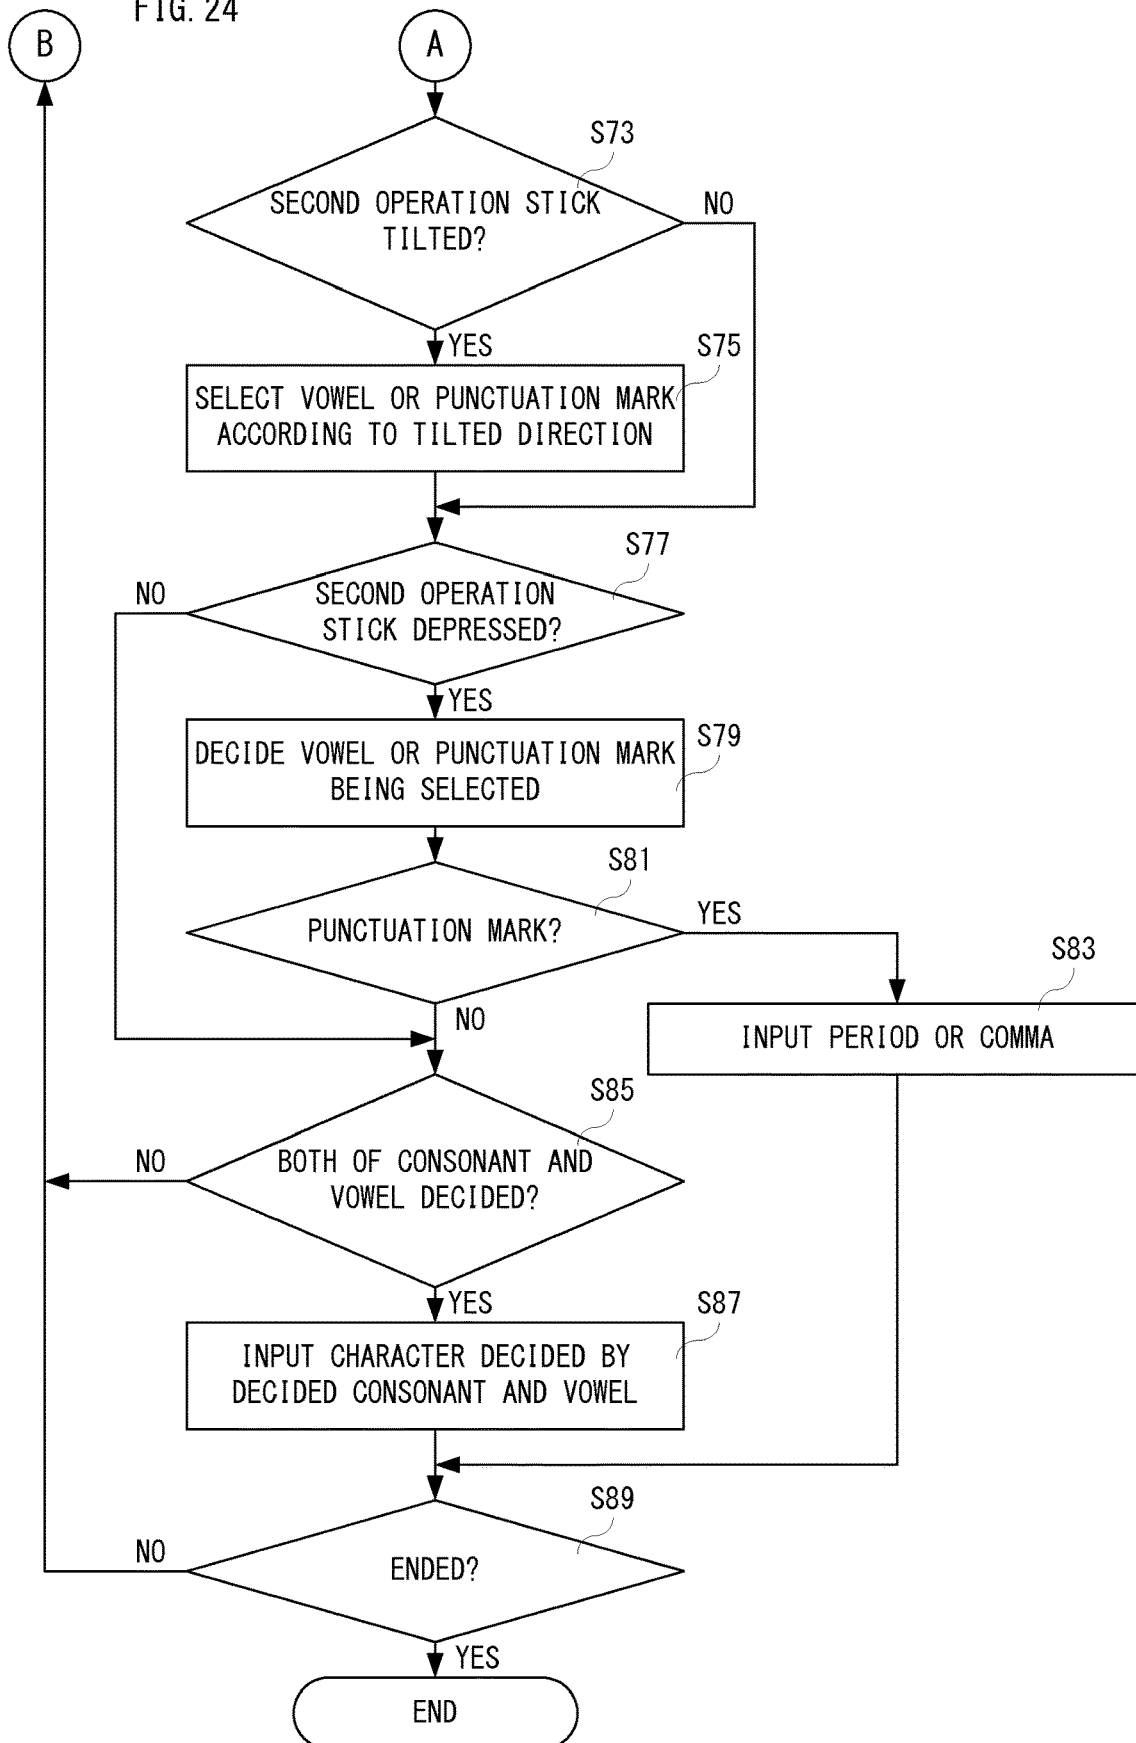 FIG. 24
B
A
S73
SECOND OPERATION STICK
TILTED?
NO
YES
S75
SELECT VOWEL OR PUNCTUATION MARK
ACCORDING TO TILTED DIRECTION
S77
NO
SECOND OPERATION
STICK DEPRESSED?
YES
S79
DECIDE VOWEL OR PUNCTUATION MARK
BEING SELECTED
S81
PUNCTUATION MARK?
YES
NO
S83
INPUT PERIOD OR COMMA
S85
NO
BOTH OF CONSONANT AND
VOWEL DECIDED?
YES
S87
INPUT CHARACTER DECIDED BY
DECIDED CONSONANT AND VOWEL
S89
NO
ENDED?
YES
END